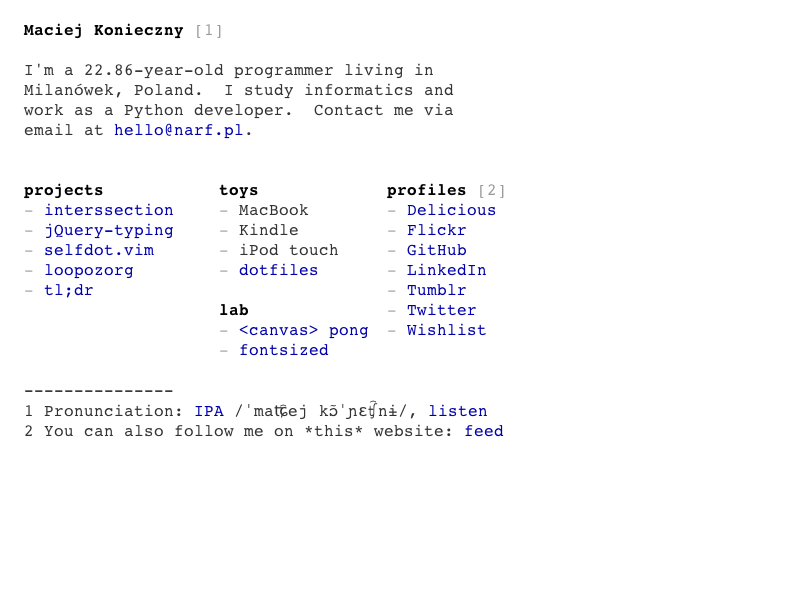 Maciej Konieczny [1]
I'm a 22.86-year-old programmer living in
Milanówek, Poland.  I study informatics and
work as a Python developer.  Contact me via
email at hello@narf.pl.
projects
- interssection
- jQuery-typing
- selfdot.vim
- loopozorg
- tl;dr
toys
- MacBook
- Kindle
- iPod touch
- dotfiles
lab
- <canvas> pong
- fontsized
profiles [2]
- Delicious
- Flickr
- GitHub
- LinkedIn
- Tumblr
- Twitter
- Wishlist
---------------
1 Pronunciation: IPA /ˈmat͡ɕej kɔ̃ˈɲɛt͡ʃnɨ/, listen
2 You can also follow me on *this* website: feed